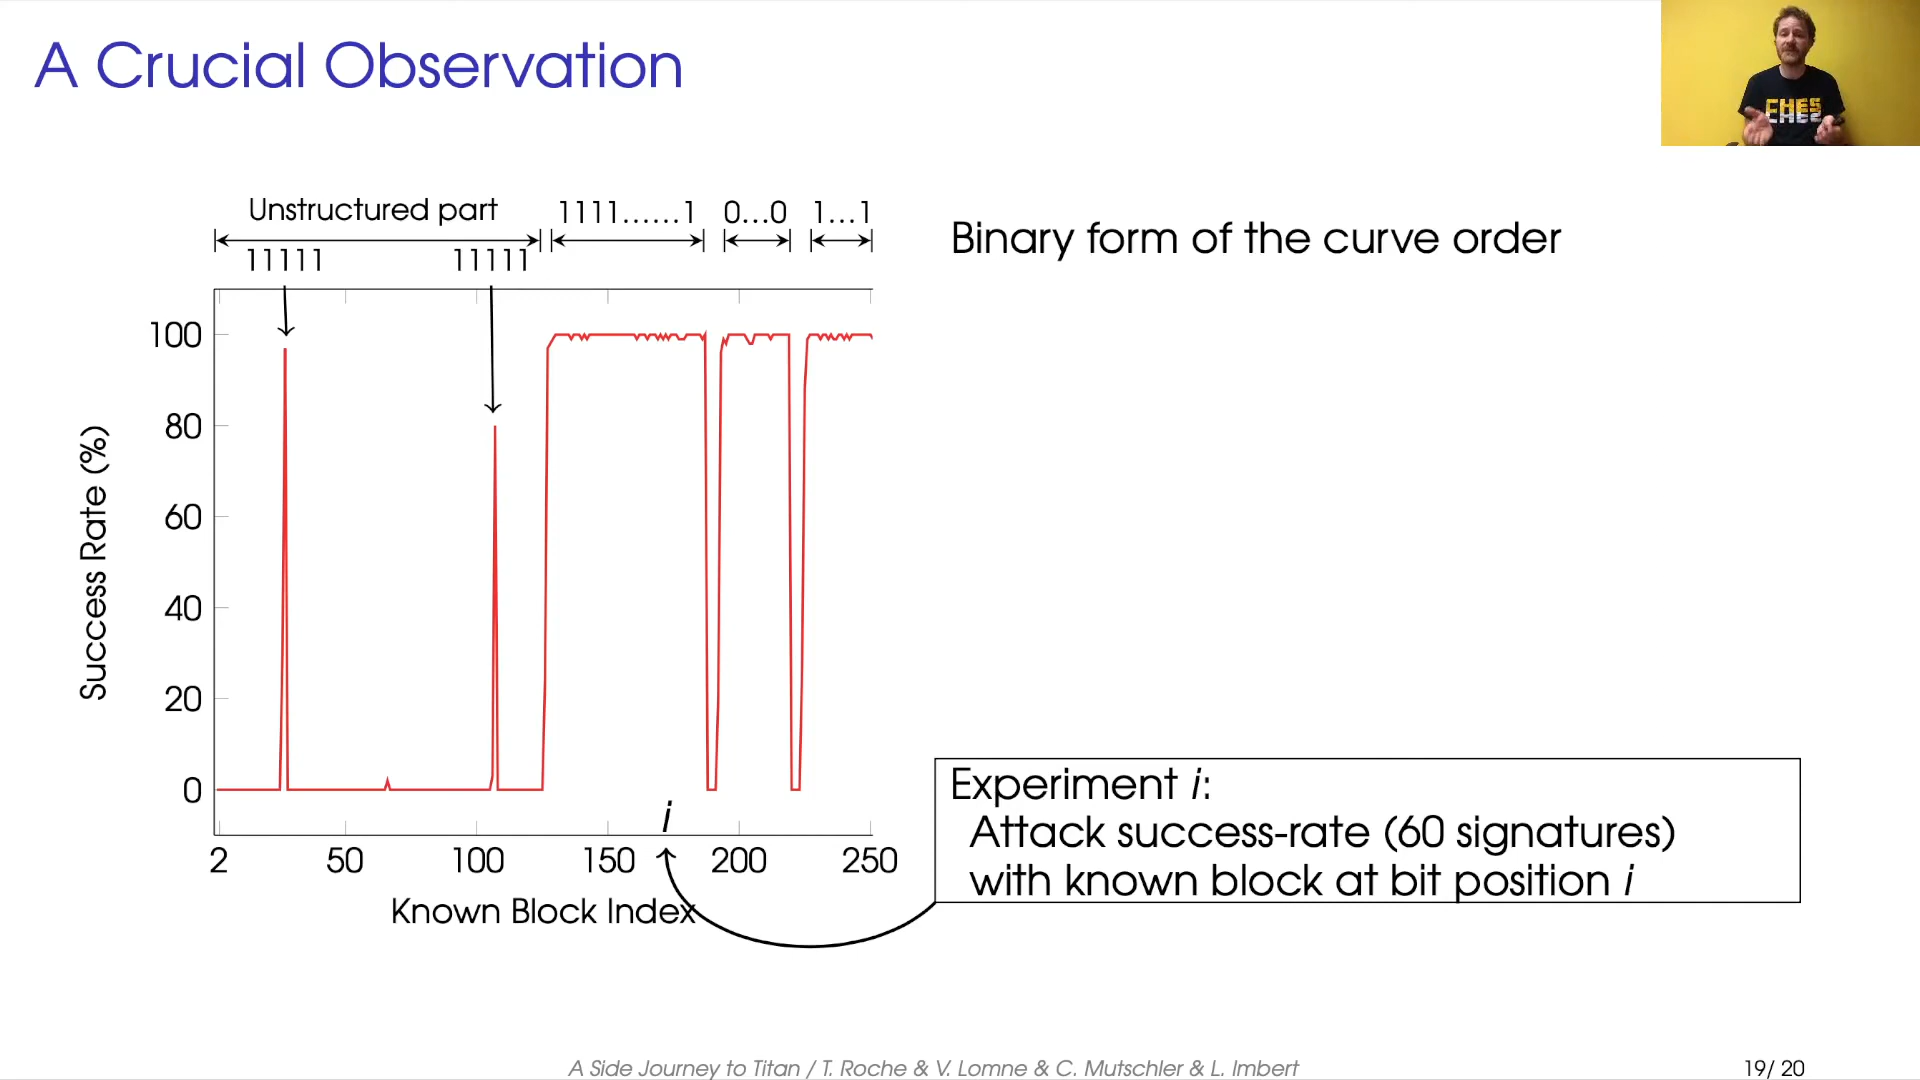 A Crucial Observation
CHES
Unstructured part
1111......1
0...0
1...1
11111
11111
Binary form of the curve order
100
80
60
40
20
0
Success Rate (%)
i
2
50
100
150
200
250
Known Block Index
Experiment i:
Attack success-rate (60 signatures)
with known block at bit position i
A Side Journey to Titan / T. Roche & V. Lomne & C. Mutschler & L. Imbert
19/ 20